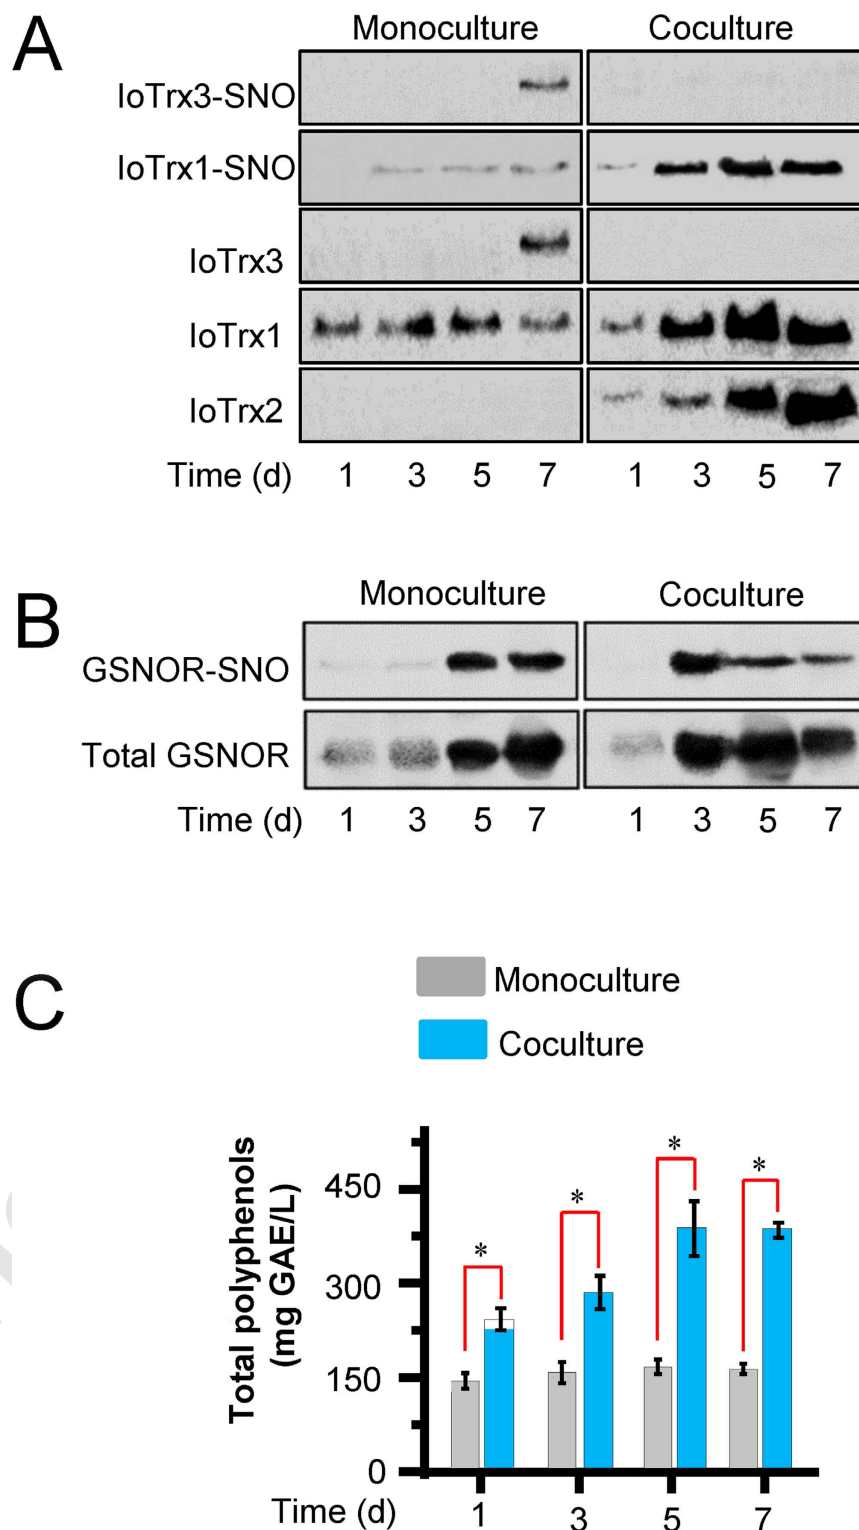 A
Monoculture Coculture
IoTrx3-SNO
IoTrx1-SNO
IoTrx3
IoTrx1
IoTrx2
Time (d) 1 3 5 7 1 3 5 7
B
Monoculture Coculture
GSNOR-SNO
Total GSNOR
Time (d) 1 3 5 7 1 3 5 7
C
Monoculture
Coculture
Total polyphenols
(mg GAE/L)
450
300
150
0
* * * *
Time (d) 1 3 5 7